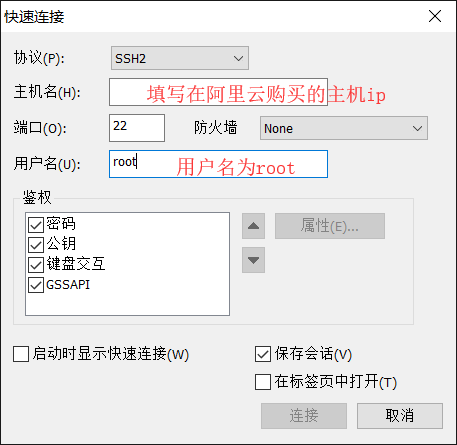 快速连接
协议(P): SSH2
主机名(H): 填写在阿里云购买的主机ip
端口(O): 22 防火墙 None
用户名(U): root 用户名为root
鉴权
密码
公钥
属性(E)...
键盘交互
GSSAPI
启动时显示快速连接(W) 保存会话(V)
在标签页中打开(T)
连接 取消